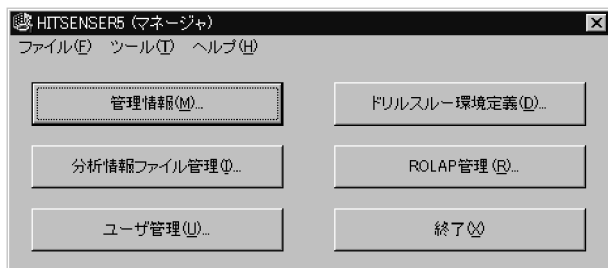 HITSENSER5 (マネージャ)
ファイル(F) ツール(T) ヘルプ(H)
管理情報(M)...
ドリルスルー環境定義(D)...
分析情報ファイル管理(I)...
ROLAP管理(R)...
ユーザ管理(U)...
終了(X)